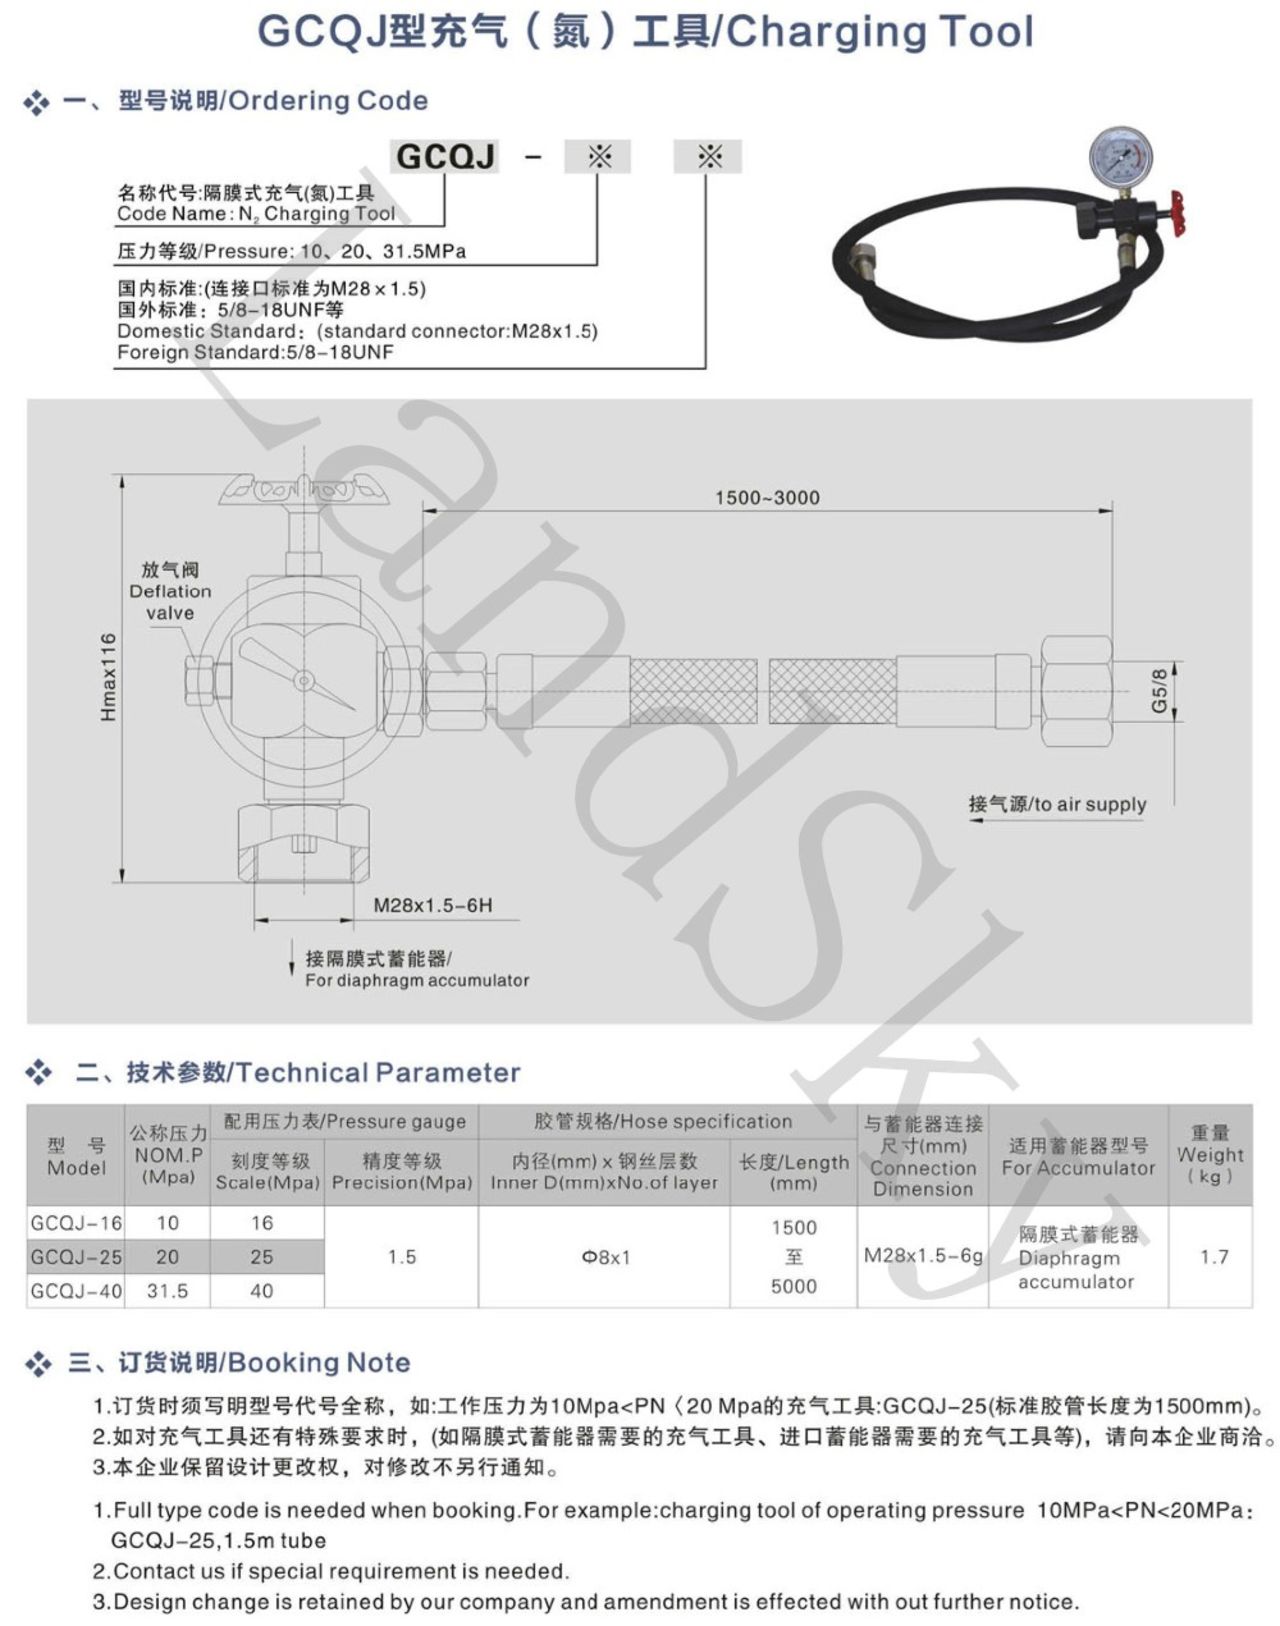 GCQJ型充气（氮）工具/Charging Tool
一、型号说明/Ordering Code
GCQJ - ※ ※
名称代号:隔膜式充气(氮)工具
Code Name: N₂ Charging Tool
压力等级/Pressure: 10、20、31.5MPa
国内标准:(连接口标准为M28×1.5)
国外标准：5/8-18UNF等
Domestic Standard：(standard connector:M28x1.5)
Foreign Standard:5/8-18UNF
1500~3000
放气阀
Deflation
valve
Hmax116
G5/8
接气源/to air supply
M28x1.5-6H
接隔膜式蓄能器/
For diaphragm accumulator
LandSky
二、技术参数/Technical Parameter
型 号
Model
公称压力
NOM.P
(Mpa)
配用压力表/Pressure gauge
刻度等级
Scale(Mpa)
精度等级
Precision(Mpa)
胶管规格/Hose specification
内径(mm) x 钢丝层数
Inner D(mm)xNo.of layer
长度/Length
(mm)
与蓄能器连接
尺寸(mm)
Connection
Dimension
适用蓄能器型号
For Accumulator
重量
Weight
(kg)
GCQJ-16 10 16
GCQJ-25 20 25
GCQJ-40 31.5 40
1.5
Φ8x1
1500
至
5000
M28x1.5-6g
隔膜式蓄能器
Diaphragm
accumulator
1.7
三、订货说明/Booking Note
1.订货时须写明型号代号全称，如:工作压力为10Mpa<PN〈20 Mpa的充气工具:GCQJ-25(标准胶管长度为1500mm)。
2.如对充气工具还有特殊要求时，(如隔膜式蓄能器需要的充气工具、进口蓄能器需要的充气工具等)，请向本企业商洽。
3.本企业保留设计更改权，对修改不另行通知。
1.Full type code is needed when booking.For example:charging tool of operating pressure 10MPa<PN<20MPa：
GCQJ-25,1.5m tube
2.Contact us if special requirement is needed.
3.Design change is retained by our company and amendment is effected with out further notice.